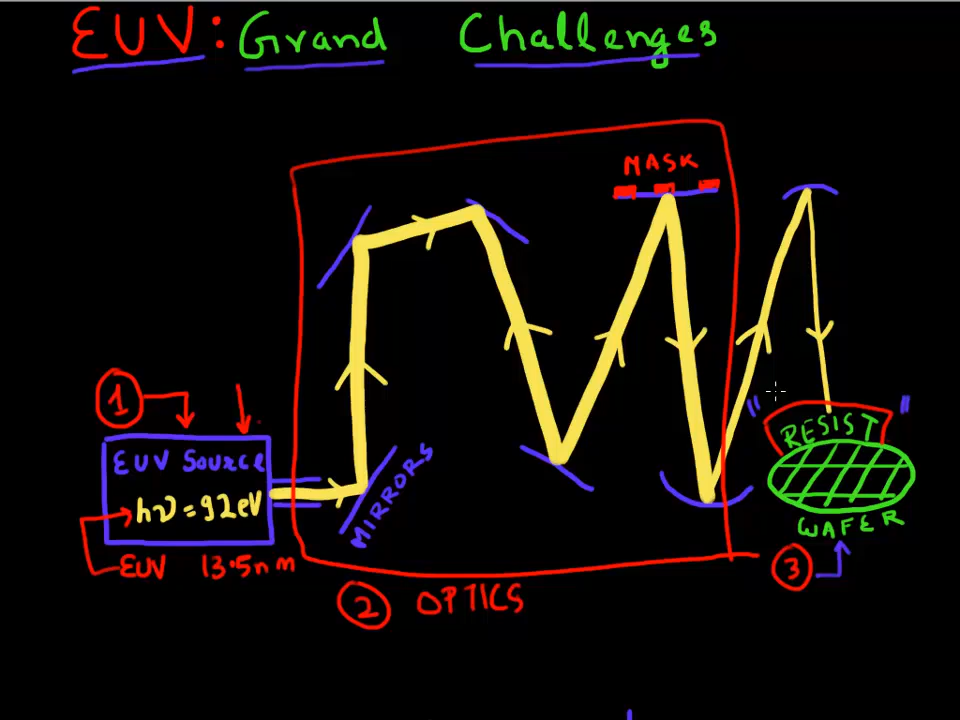 EUV: Grand Challenges
MASK
①
EUV Source
hν = 92eV
EUV 13.5nm
MIRRORS
② OPTICS
" RESIST "
WAFER
③